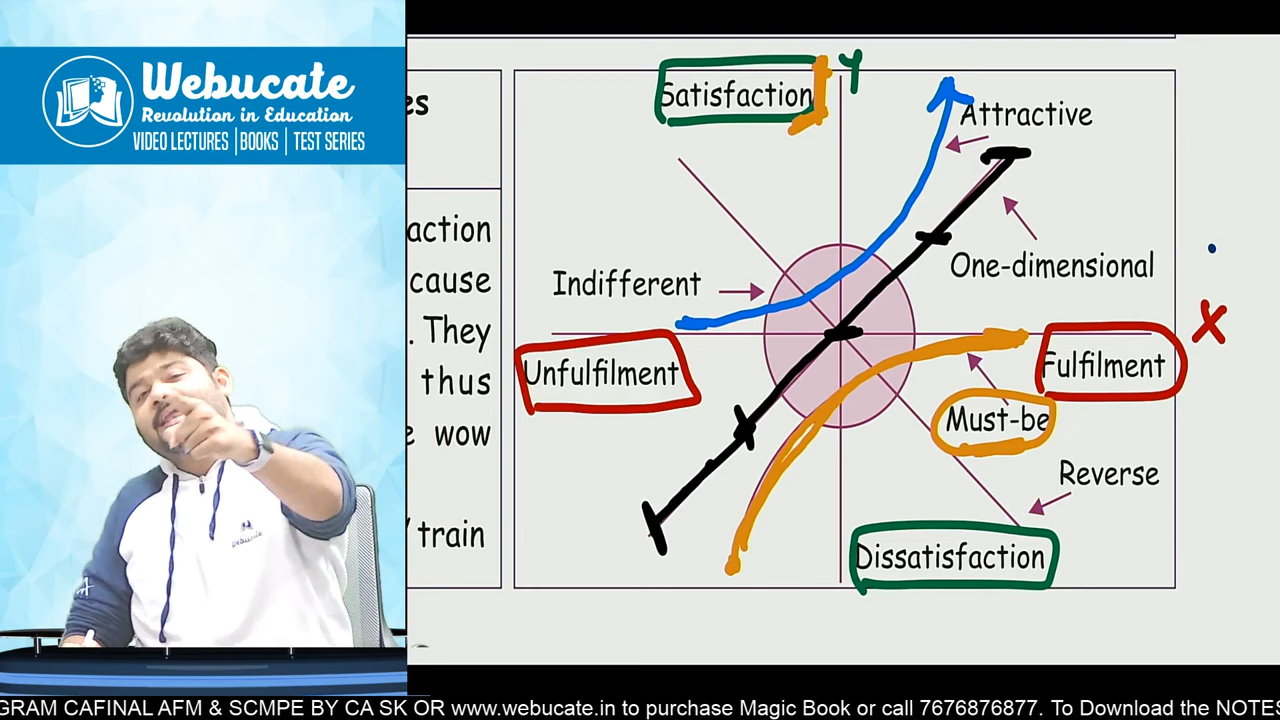 Webucate
Revolution in Education
VIDEO LECTURES | BOOKS | TEST SERIES
es
action
cause
. They
thus
e wow
train
Satisfaction
Y
Attractive
One-dimensional
Indifferent
X
Unfulfilment
Fulfilment
Must-be
Reverse
Dissatisfaction
Webucate
GRAM CAFINAL AFM & SCMPE BY CA SK OR www.webucate.in to purchase Magic Book or call 7676876877. To Download the NOTES